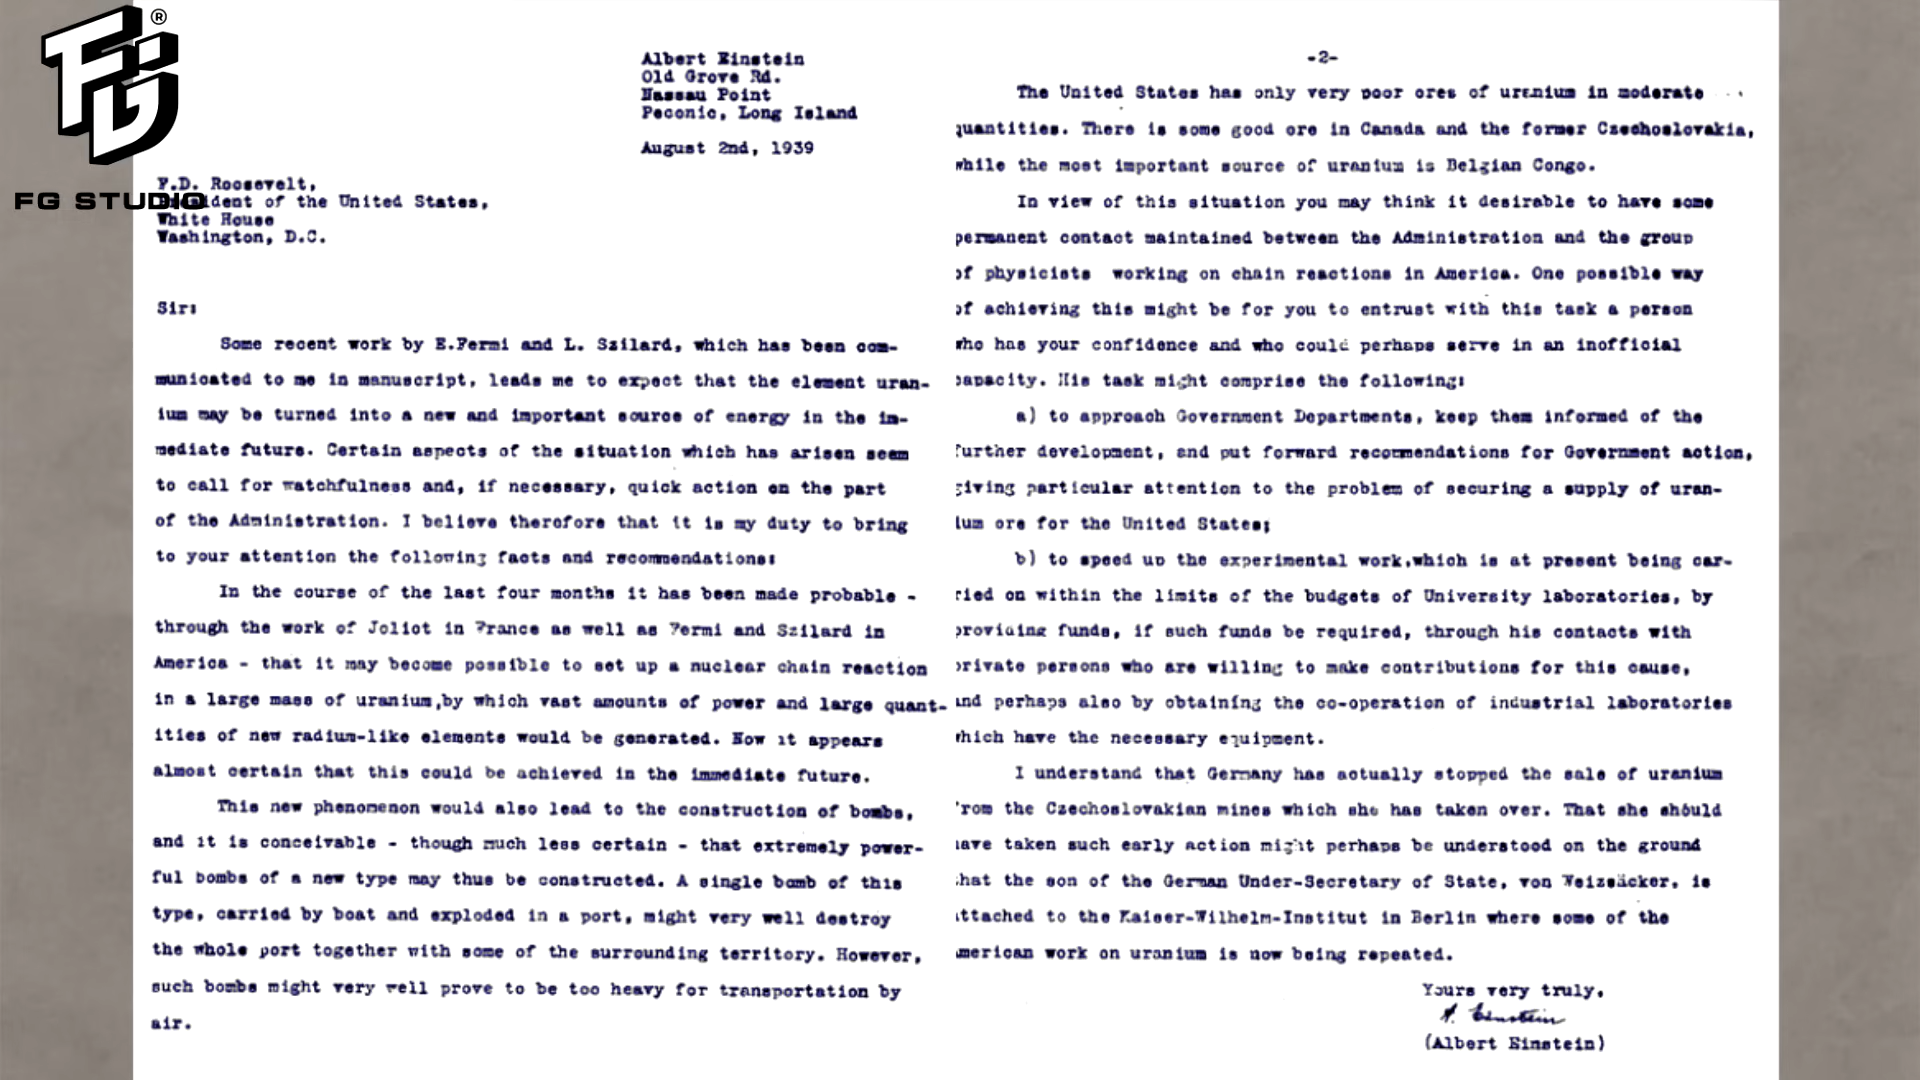 FG
®
FG STUDIO
Albert Einstein
Old Grove Rd.
Nassau Point
Peconic, Long Island
August 2nd, 1939
F.D. Roosevelt,
President of the United States,
White House
Washington, D.C.
Sir:
Some recent work by E.Fermi and L. Szilard, which has been com-
municated to me in manuscript, leads me to expect that the element uran-
ium may be turned into a new and important source of energy in the im-
mediate future. Certain aspects of the situation which has arisen seem
to call for watchfulness and, if necessary, quick action on the part
of the Administration. I believe therefore that it is my duty to bring
to your attention the following facts and recommendations:
In the course of the last four months it has been made probable -
through the work of Joliot in France as well as Fermi and Szilard in
America - that it may become possible to set up a nuclear chain reaction
in a large mass of uranium,by which vast amounts of power and large quant-
ities of new radium-like elements would be generated. Now it appears
almost certain that this could be achieved in the immediate future.
This new phenomenon would also lead to the construction of bombs,
and it is conceivable - though much less certain - that extremely power-
ful bombs of a new type may thus be constructed. A single bomb of this
type, carried by boat and exploded in a port, might very well destroy
the whole port together with some of the surrounding territory. However,
such bombs might very well prove to be too heavy for transportation by
air.
-2-
The United States has only very poor ores of uranium in moderate
quantities. There is some good ore in Canada and the former Czechoslovakia,
while the most important source of uranium is Belgian Congo.
In view of this situation you may think it desirable to have some
permanent contact maintained between the Administration and the group
of physicists working on chain reactions in America. One possible way
of achieving this might be for you to entrust with this task a person
who has your confidence and who could perhaps serve in an inofficial
capacity. His task might comprise the following:
a) to approach Government Departments, keep them informed of the
further development, and put forward recommendations for Government action,
giving particular attention to the problem of securing a supply of uran-
ium ore for the United States;
b) to speed up the experimental work,which is at present being car-
ried on within the limits of the budgets of University laboratories, by
providing funds, if such funds be required, through his contacts with
private persons who are willing to make contributions for this cause,
and perhaps also by obtaining the co-operation of industrial laboratories
which have the necessary equipment.
I understand that Germany has actually stopped the sale of uranium
from the Czechoslovakian mines which she has taken over. That she should
have taken such early action might perhaps be understood on the ground
that the son of the German Under-Secretary of State, von Weizsäcker, is
attached to the Kaiser-Wilhelm-Institut in Berlin where some of the
American work on uranium is now being repeated.
Yours very truly,
A. Einstein
(Albert Einstein)